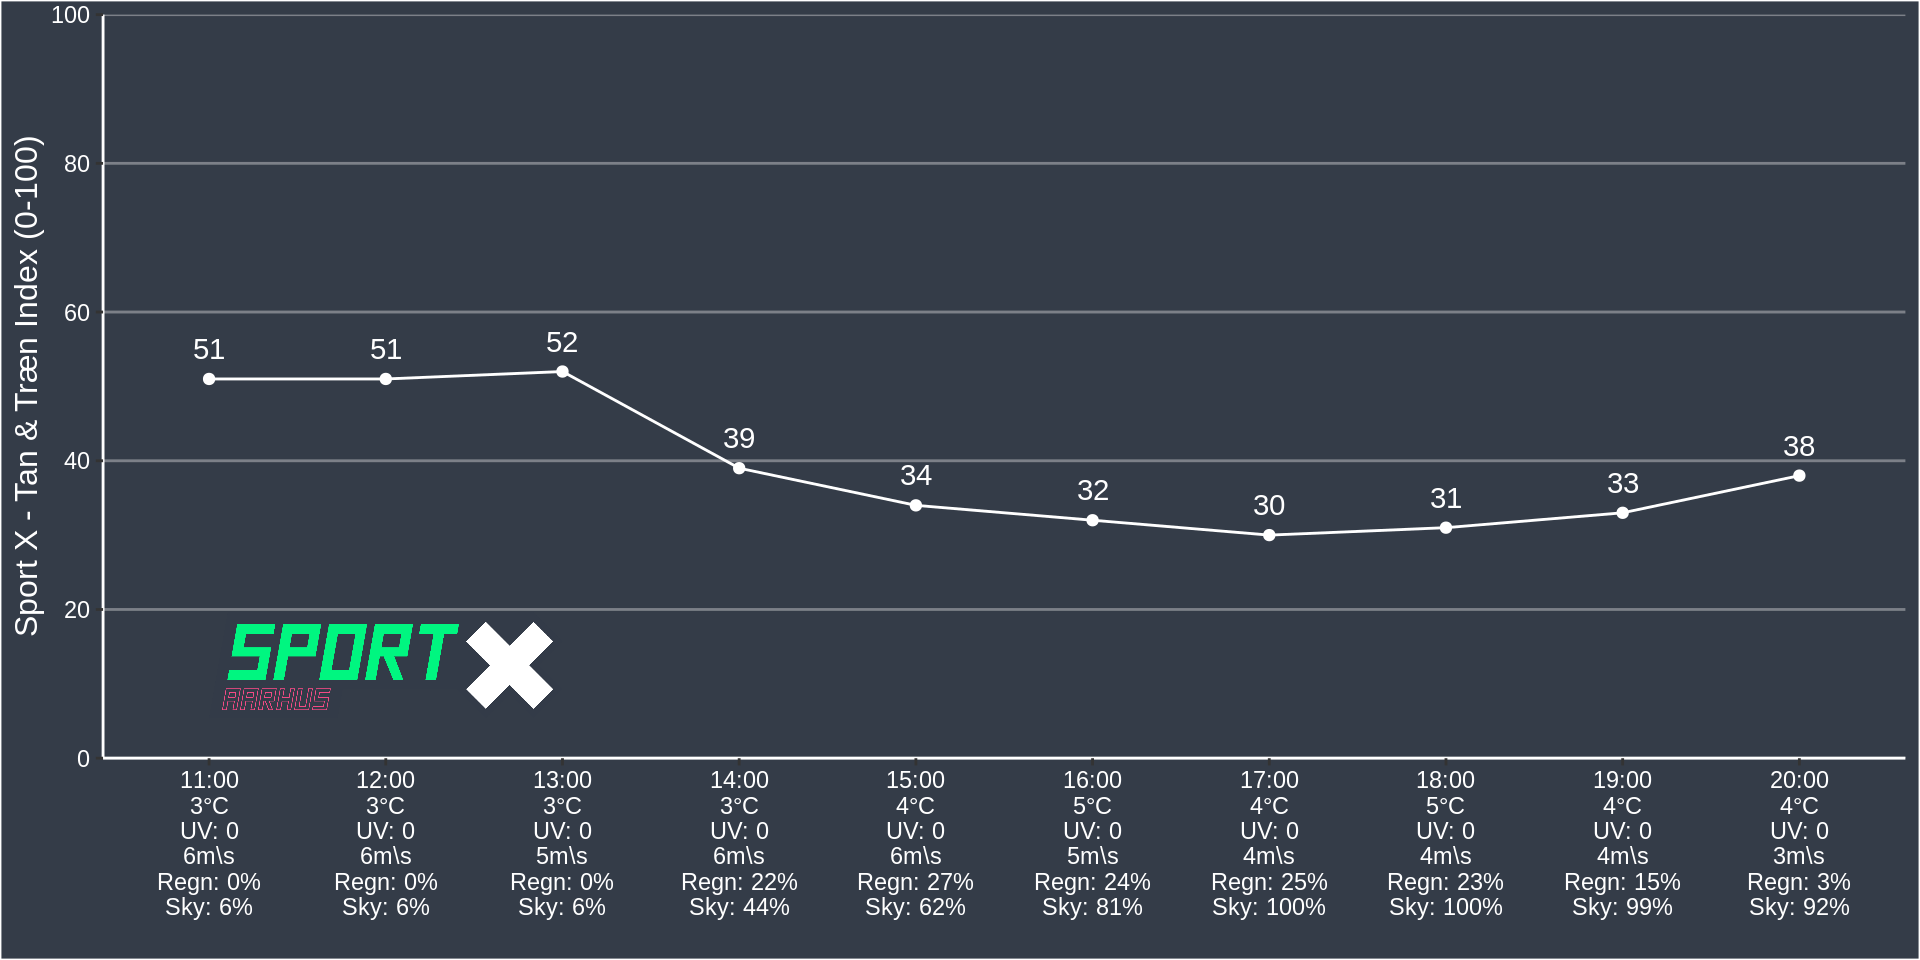 Sport X - Tan & Træn Index (0-100)
100
80
60
40
20
0
51
51
52
39
34
32
30
31
33
38
SPORT X
AARHUS
11:00 12:00 13:00 14:00 15:00 16:00 17:00 18:00 19:00 20:00
3°C 3°C 3°C 3°C 4°C 5°C 4°C 5°C 4°C 4°C
UV: 0 UV: 0 UV: 0 UV: 0 UV: 0 UV: 0 UV: 0 UV: 0 UV: 0 UV: 0
6m\s 6m\s 5m\s 6m\s 6m\s 5m\s 4m\s 4m\s 4m\s 3m\s
Regn: 0% Regn: 0% Regn: 0% Regn: 22% Regn: 27% Regn: 24% Regn: 25% Regn: 23% Regn: 15% Regn: 3%
Sky: 6% Sky: 6% Sky: 6% Sky: 44% Sky: 62% Sky: 81% Sky: 100% Sky: 100% Sky: 99% Sky: 92%